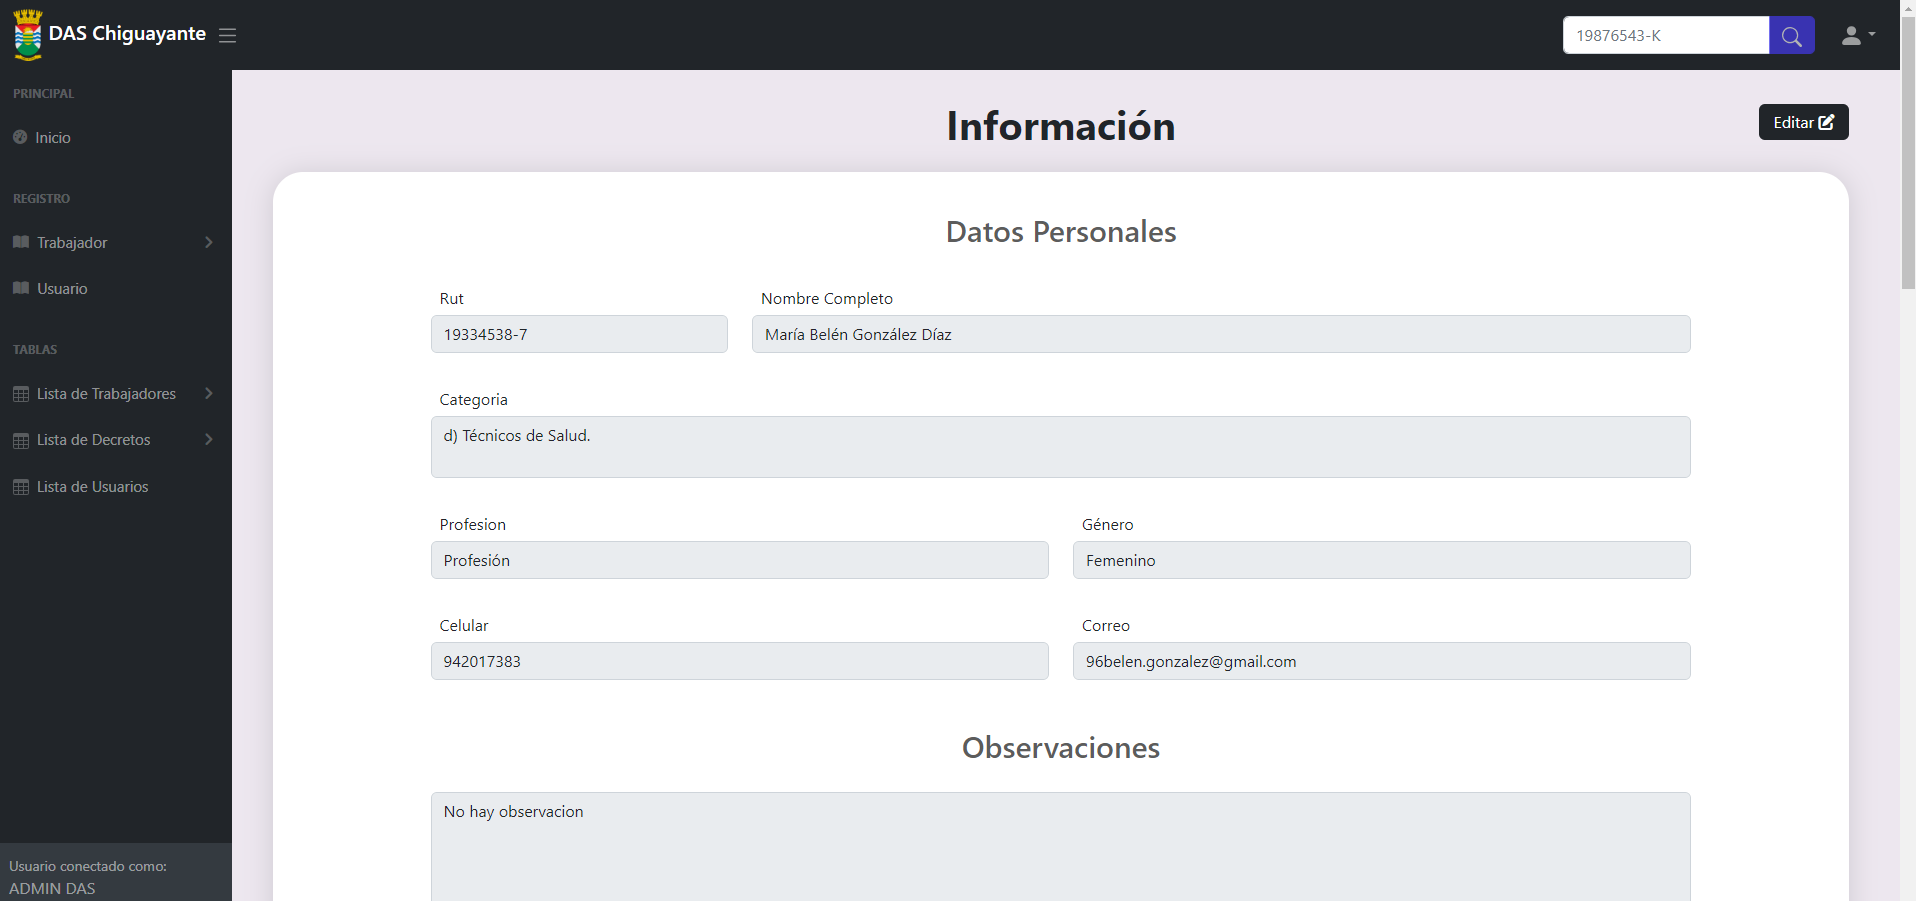 DAS Chiguayante
19876543-K
PRINCIPAL
Inicio
REGISTRO
Trabajador
Usuario
TABLAS
Lista de Trabajadores
Lista de Decretos
Lista de Usuarios
Usuario conectado como:
ADMIN DAS
Información
Editar
Datos Personales
Rut
Nombre Completo
19334538-7
María Belén González Díaz
Categoria
d) Técnicos de Salud.
Profesion
Género
Profesión
Femenino
Celular
Correo
942017383
96belen.gonzalez@gmail.com
Observaciones
No hay observacion